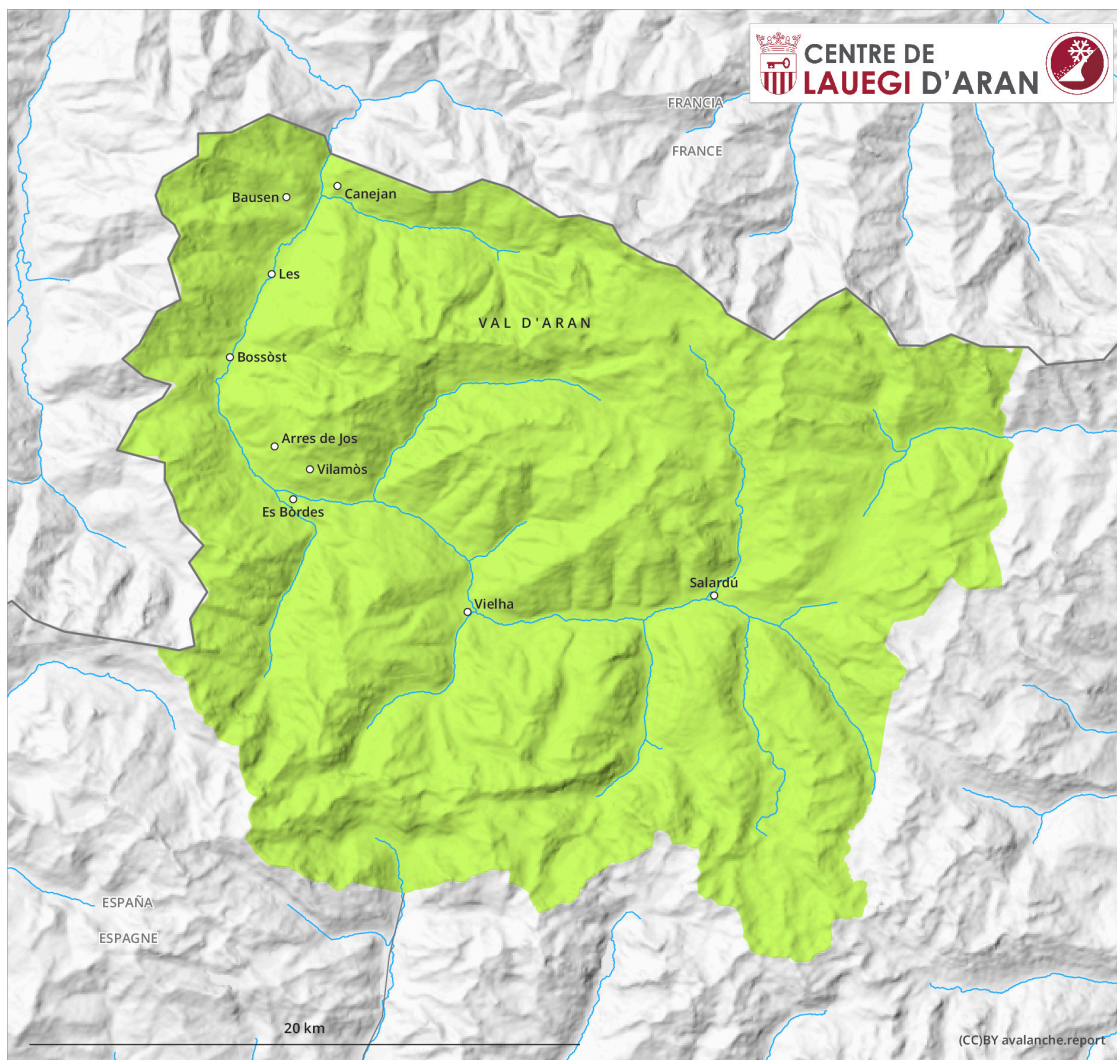 CENTRE DE
LAUEGI D'ARAN
FRANCIA
FRANCE
Canejan
Bausen
Les
VAL D'ARAN
Bossòst
Arres de Jos
Vilamòs
Es Bòrdes
Salardú
Vielha
ESPAÑA
ESPAGNE
20 km
(CC)BY avalanche.report